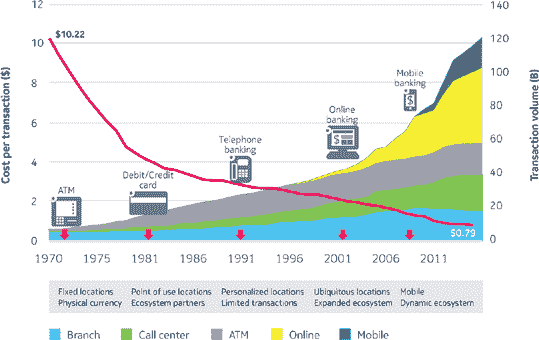 Cost per transaction ($)
Transaction volume (B)
12
10
8
6
4
2
0
140
120
100
80
60
40
20
0
$10.22
ATM
Debit/Credit
card
Telephone
banking
Online
banking
Mobile
banking
$0.79
1970 1975 1981 1986 1991 1996 2001 2006 2011
Fixed locations Point of use locations Personalized locations Ubiquitous locations Mobile
Physical currency Ecosystem partners Limited transactions Expanded ecosystem Dynamic ecosystem
Branch Call center ATM Online Mobile